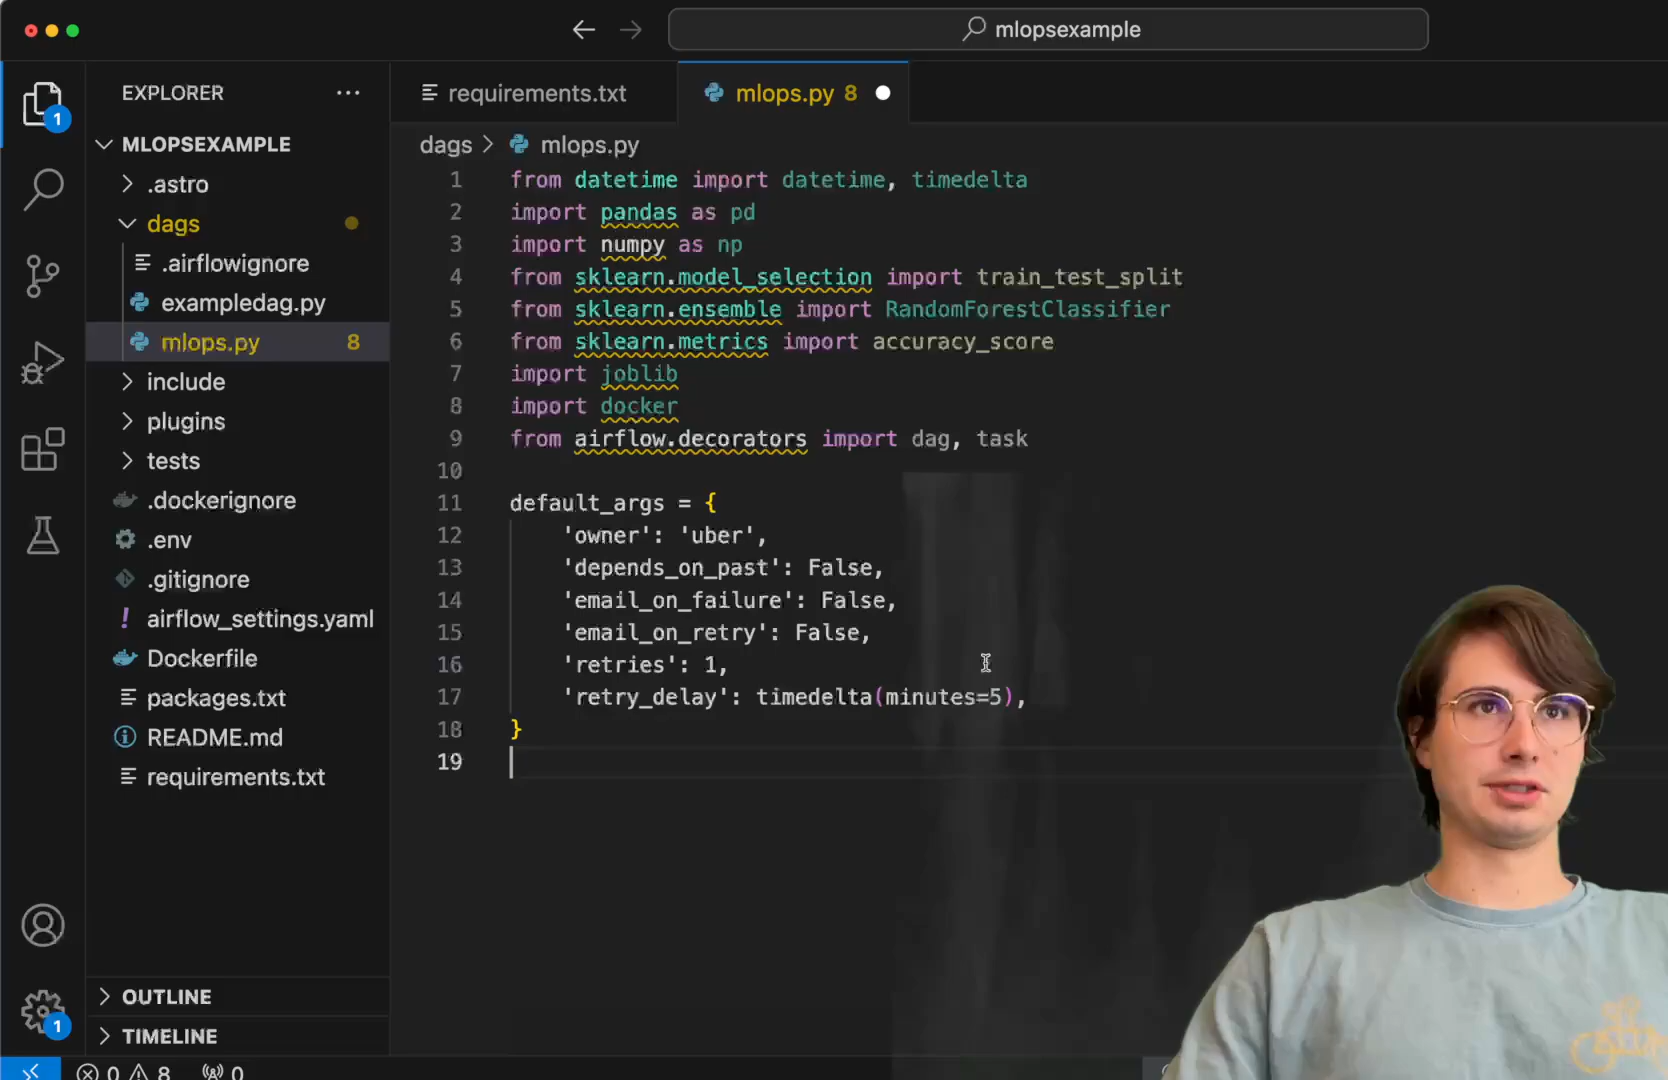 mlopsexample
EXPLORER
requirements.txt
mlops.py 8
1
MLOPSEXAMPLE
dags > mlops.py
.astro
dags
.airflowignore
exampledag.py
mlops.py 8
include
plugins
tests
.dockerignore
.env
.gitignore
! airflow_settings.yaml
Dockerfile
packages.txt
README.md
requirements.txt
OUTLINE
TIMELINE
1
0 8 0
1 from datetime import datetime, timedelta
2 import pandas as pd
3 import numpy as np
4 from sklearn.model_selection import train_test_split
5 from sklearn.ensemble import RandomForestClassifier
6 from sklearn.metrics import accuracy_score
7 import joblib
8 import docker
9 from airflow.decorators import dag, task
10
11 default_args = {
12 'owner': 'uber',
13 'depends_on_past': False,
14 'email_on_failure': False,
15 'email_on_retry': False,
16 'retries': 1,
17 'retry_delay': timedelta(minutes=5),
18 }
19